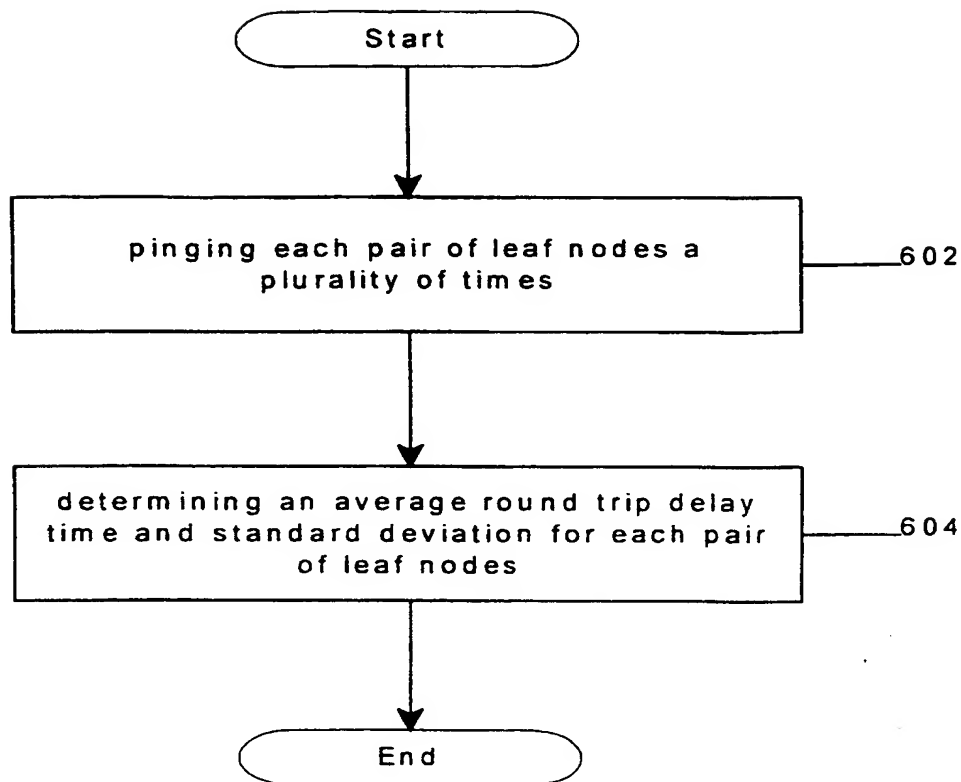 Start
pinging each pair of leaf nodes a
plurality of times
602
determining an average round trip delay
time and standard deviation for each pair
of leaf nodes
604
End